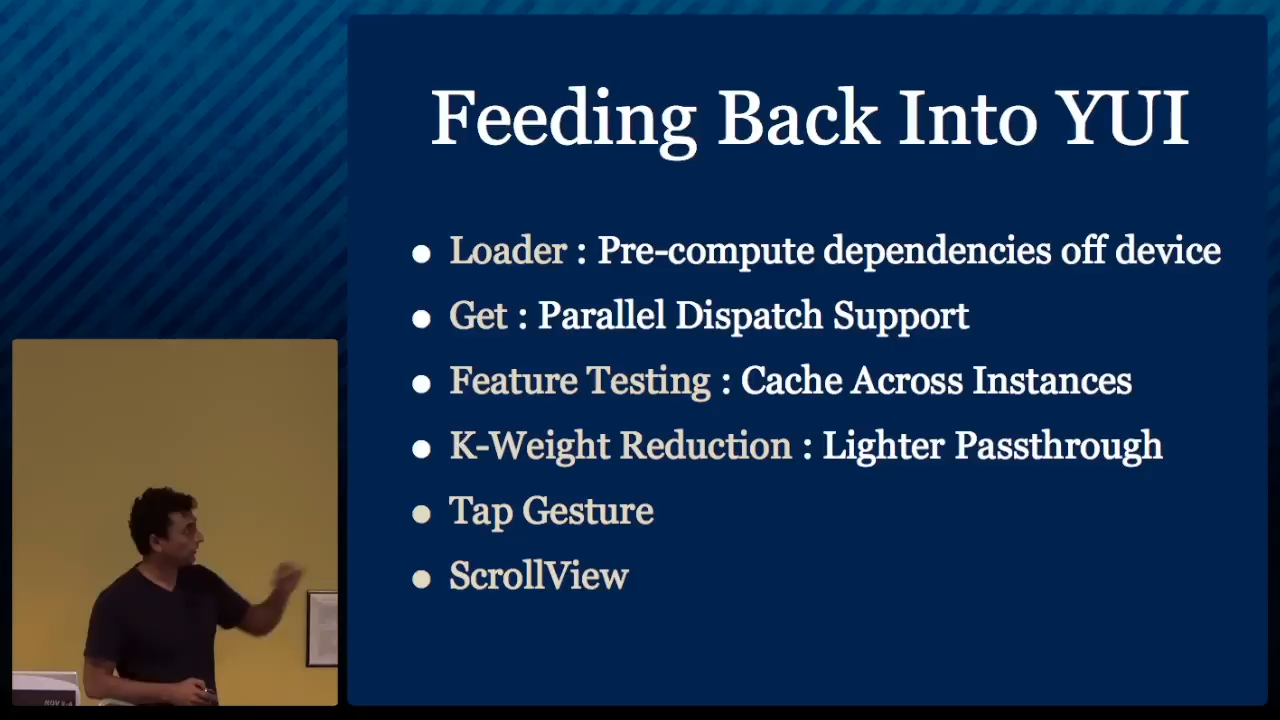 Feeding Back Into YUI
● Loader : Pre-compute dependencies off device
● Get : Parallel Dispatch Support
● Feature Testing : Cache Across Instances
● K-Weight Reduction : Lighter Passthrough
● Tap Gesture
● ScrollView